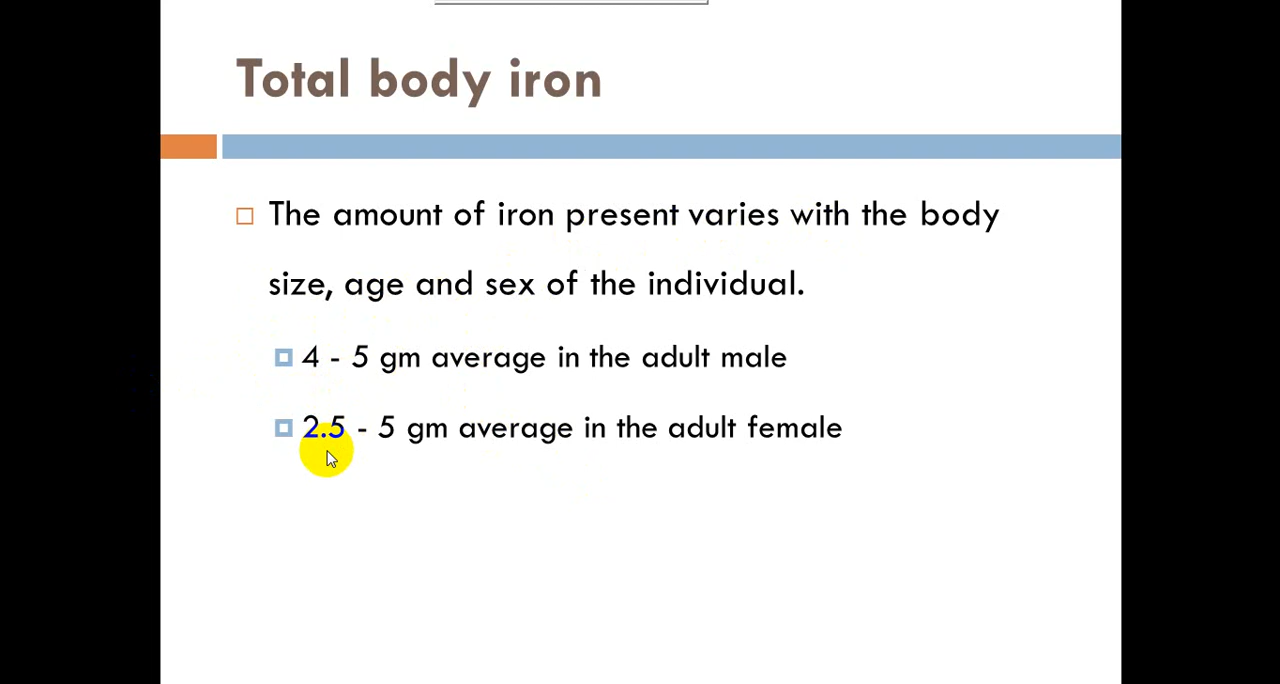 Total body iron
The amount of iron present varies with the body
size, age and sex of the individual.
4 - 5 gm average in the adult male
2.5 - 5 gm average in the adult female